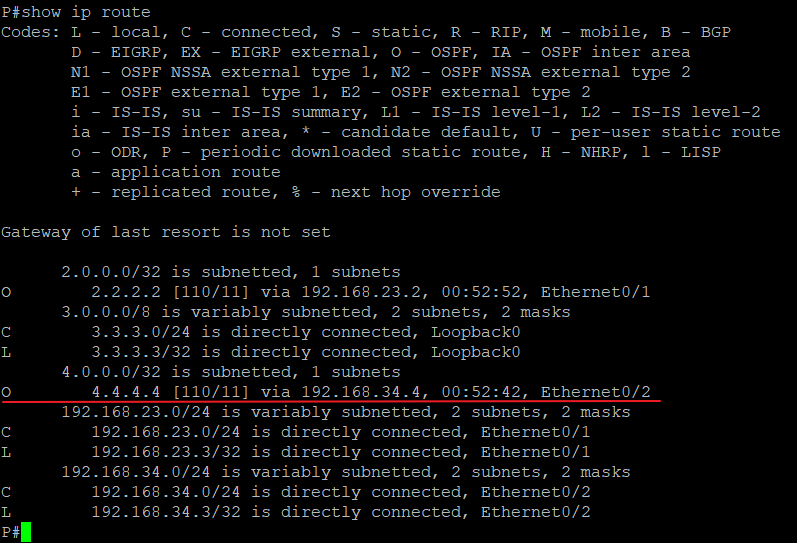 P#show ip route
Codes: L - local, C - connected, S - static, R - RIP, M - mobile, B - BGP
D - EIGRP, EX - EIGRP external, O - OSPF, IA - OSPF inter area
N1 - OSPF NSSA external type 1, N2 - OSPF NSSA external type 2
E1 - OSPF external type 1, E2 - OSPF external type 2
i - IS-IS, su - IS-IS summary, L1 - IS-IS level-1, L2 - IS-IS level-2
ia - IS-IS inter area, * - candidate default, U - per-user static route
o - ODR, P - periodic downloaded static route, H - NHRP, l - LISP
a - application route
+ - replicated route, % - next hop override
Gateway of last resort is not set
2.0.0.0/32 is subnetted, 1 subnets
O 2.2.2.2 [110/11] via 192.168.23.2, 00:52:52, Ethernet0/1
3.0.0.0/8 is variably subnetted, 2 subnets, 2 masks
C 3.3.3.0/24 is directly connected, Loopback0
L 3.3.3.3/32 is directly connected, Loopback0
4.0.0.0/32 is subnetted, 1 subnets
O 4.4.4.4 [110/11] via 192.168.34.4, 00:52:42, Ethernet0/2
192.168.23.0/24 is variably subnetted, 2 subnets, 2 masks
C 192.168.23.0/24 is directly connected, Ethernet0/1
L 192.168.23.3/32 is directly connected, Ethernet0/1
192.168.34.0/24 is variably subnetted, 2 subnets, 2 masks
C 192.168.34.0/24 is directly connected, Ethernet0/2
L 192.168.34.3/32 is directly connected, Ethernet0/2
P#